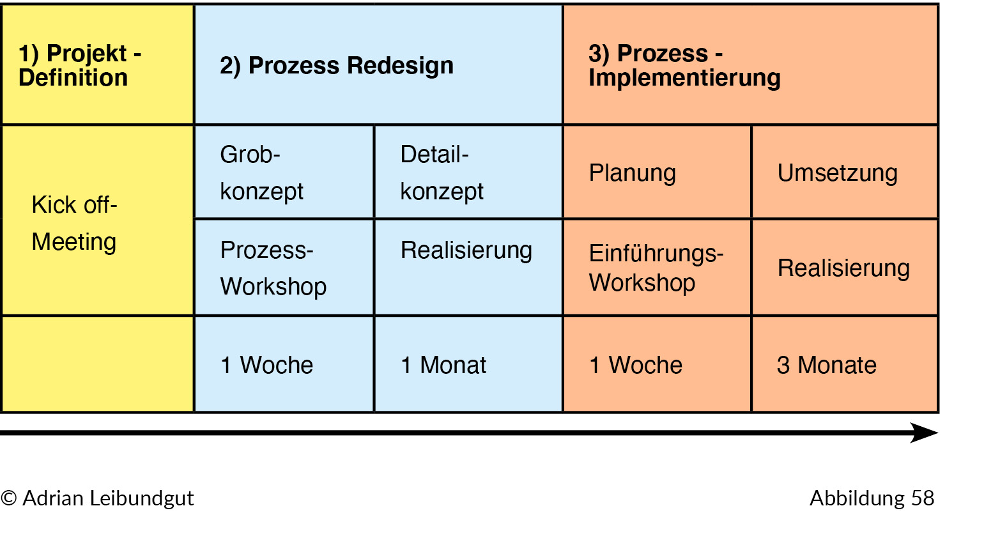 1) Projekt -
Definition
2) Prozess Redesign
3) Prozess -
Implementierung
Kick off-
Meeting
Grob-
konzept
Detail-
konzept
Planung
Umsetzung
Prozess-
Workshop
Realisierung
Einführungs-
Workshop
Realisierung
1 Woche
1 Monat
1 Woche
3 Monate
© Adrian Leibundgut
Abbildung 58